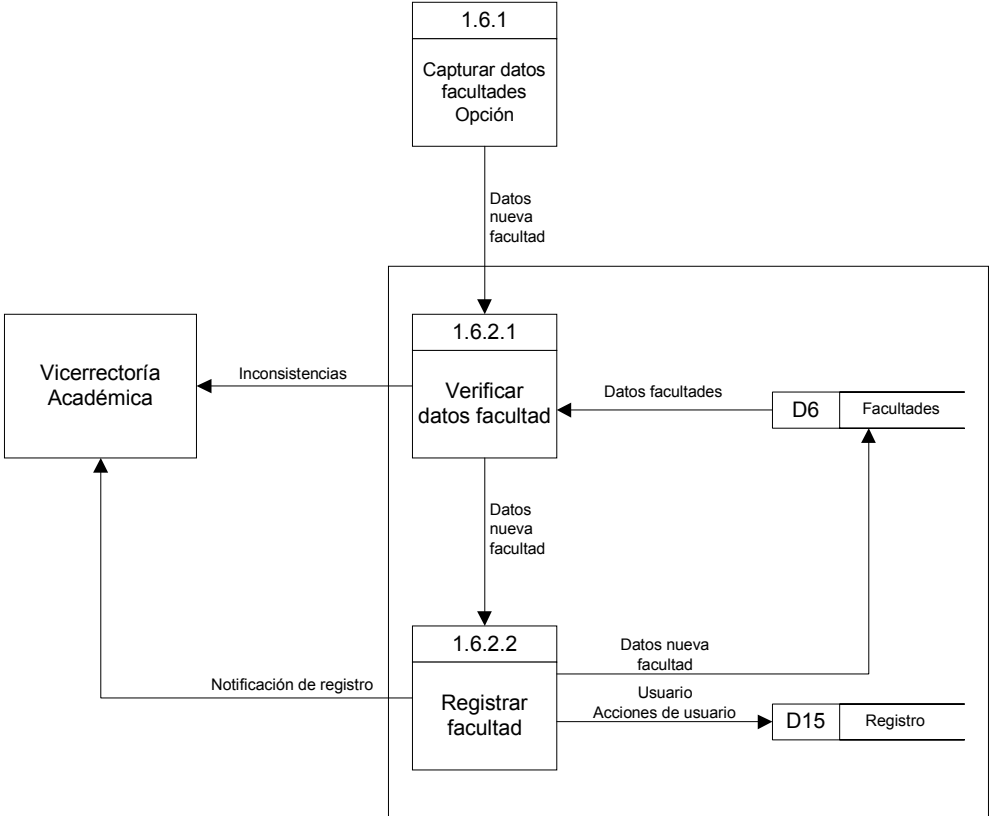 1.6.1
Capturar datos
facultades
Opción
Datos
nueva
facultad
1.6.2.1
Verificar
datos facultad
Vicerrectoría
Académica
Inconsistencias
Datos facultades
D6
Facultades
Datos
nueva
facultad
1.6.2.2
Registrar
facultad
Datos nueva
facultad
Notificación de registro
Usuario
Acciones de usuario
D15
Registro